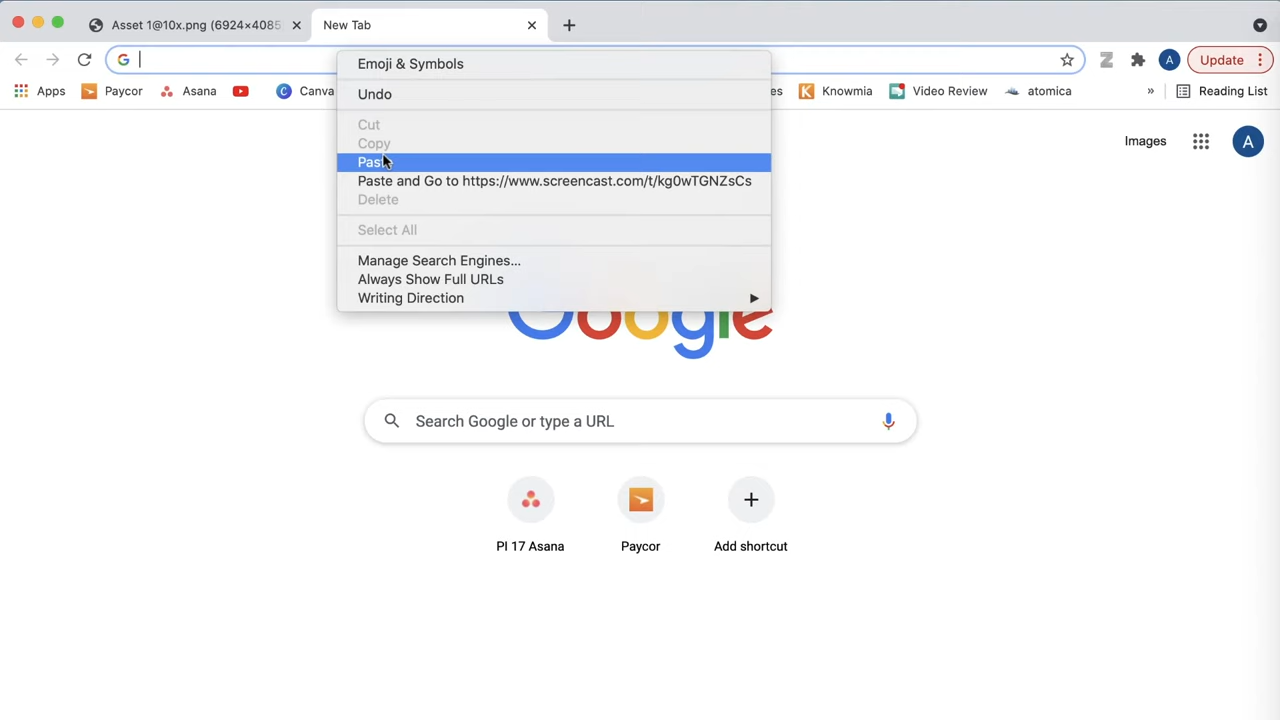 Asset 1@10x.png (6924×4085
New Tab
Update
Apps
Paycor
Asana
Canva
es
Knowmia
Video Review
atomica
»
Reading List
Emoji & Symbols
Undo
Cut
Copy
Paste
Paste and Go to https://www.screencast.com/t/kg0wTGNZsCs
Delete
Select All
Manage Search Engines...
Always Show Full URLs
Writing Direction
Images
A
Google
Search Google or type a URL
PI 17 Asana
Paycor
Add shortcut